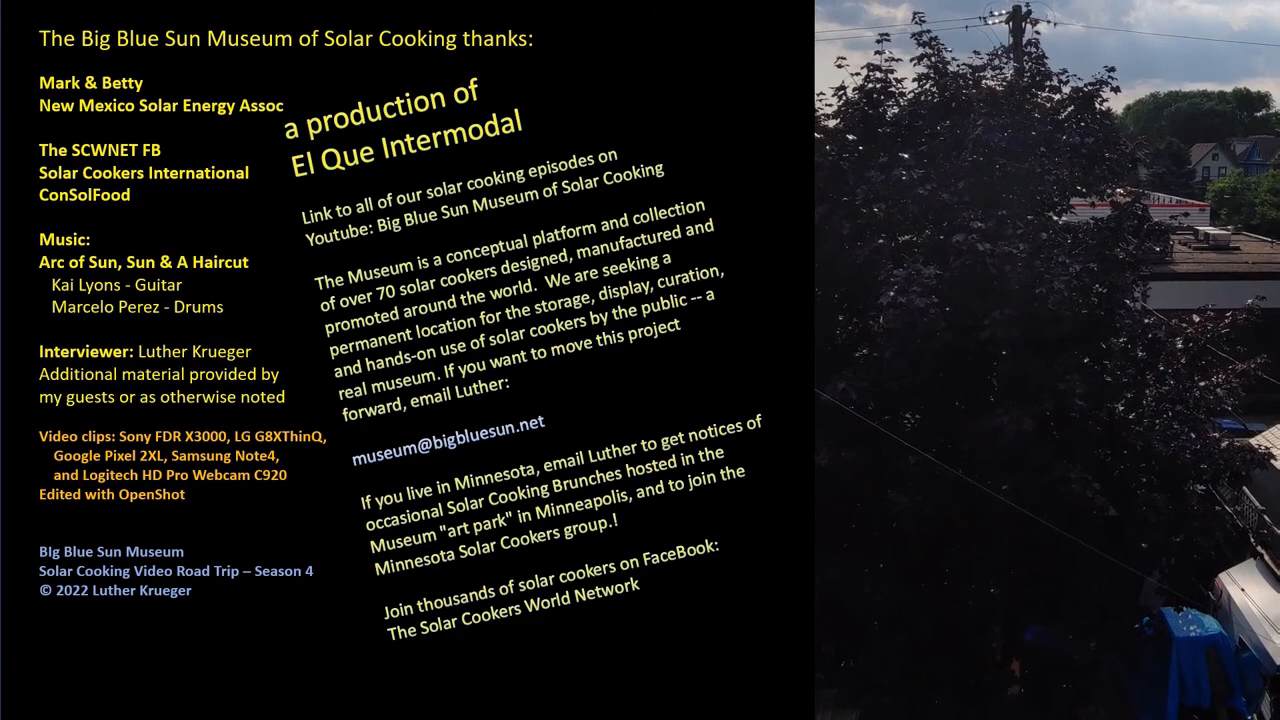 The Big Blue Sun Museum of Solar Cooking thanks:
Mark & Betty
New Mexico Solar Energy Assoc
The SCWNET FB
Solar Cookers International
ConSolFood
Music:
Arc of Sun, Sun & A Haircut
Kai Lyons - Guitar
Marcelo Perez - Drums
Interviewer: Luther Krueger
Additional material provided by
my guests or as otherwise noted
Video clips: Sony FDR X3000, LG G8XThinQ,
Google Pixel 2XL, Samsung Note4,
and Logitech HD Pro Webcam C920
Edited with OpenShot
BIg Blue Sun Museum
Solar Cooking Video Road Trip – Season 4
© 2022 Luther Krueger
a production of
El Que Intermodal
Link to all of our solar cooking episodes on
Youtube: Big Blue Sun Museum of Solar Cooking
The Museum is a conceptual platform and collection
of over 70 solar cookers designed, manufactured and
promoted around the world.  We are seeking a
permanent location for the storage, display, curation,
and hands-on use of solar cookers by the public -- a
real museum. If you want to move this project
forward, email Luther:
museum@bigbluesun.net
If you live in Minnesota, email Luther to get notices of
occasional Solar Cooking Brunches hosted in the
Museum "art park" in Minneapolis, and to join the
Minnesota Solar Cookers group.!
Join thousands of solar cookers on FaceBook:
The Solar Cookers World Network